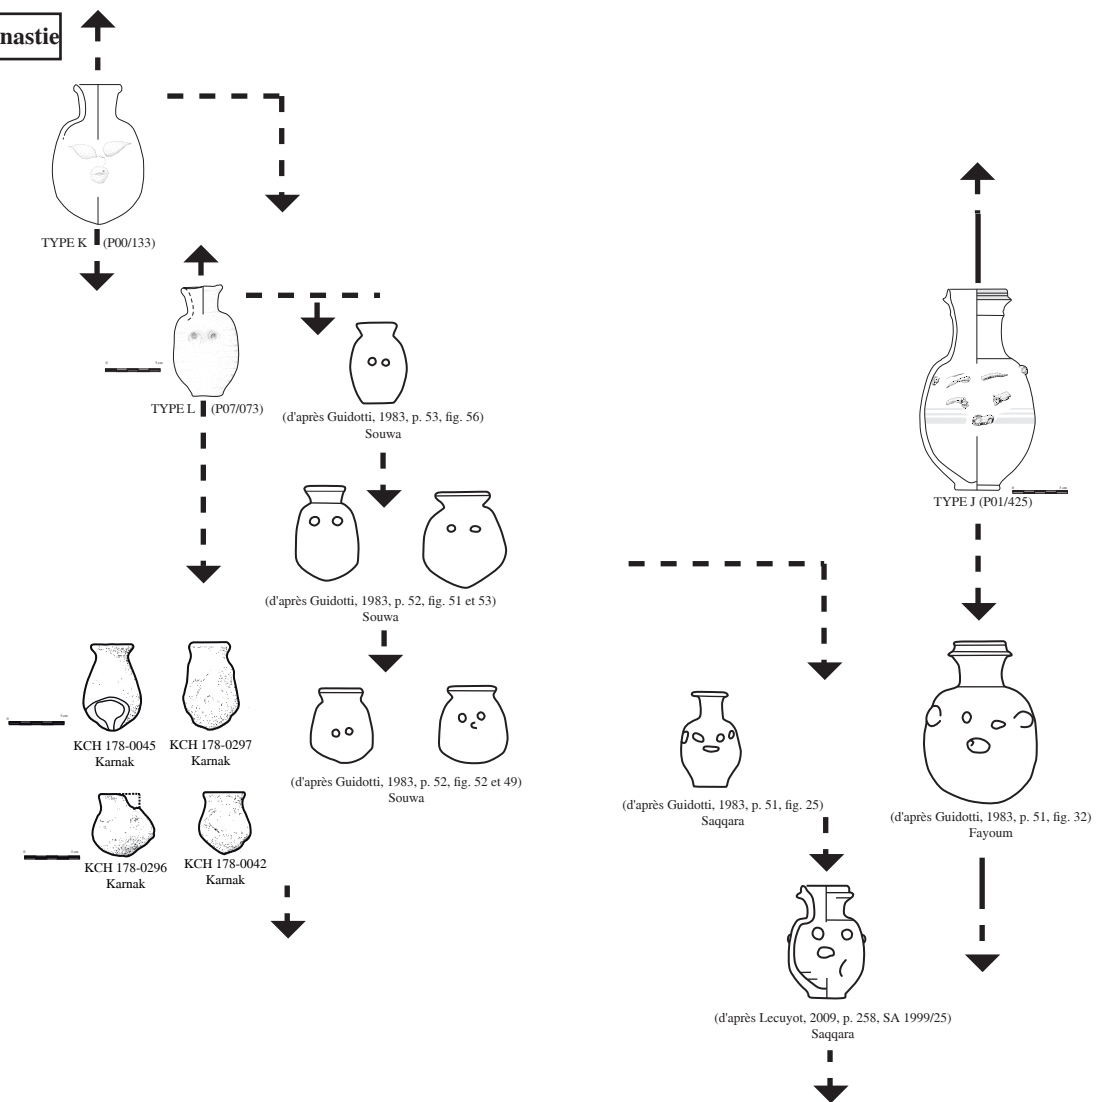 nastie
TYPE K (P00/133)
TYPE L (P07/073)
(d'après Guidotti, 1983, p. 53, fig. 56)
Souwa
TYPE J (P01/425)
(d'après Guidotti, 1983, p. 52, fig. 51 et 53)
Souwa
KCH 178-0045
Karnak
KCH 178-0297
Karnak
(d'après Guidotti, 1983, p. 52, fig. 52 et 49)
Souwa
(d'après Guidotti, 1983, p. 51, fig. 25)
Saqqara
(d'après Guidotti, 1983, p. 51, fig. 32)
Fayoum
KCH 178-0296
Karnak
KCH 178-0042
Karnak
(d'après Lecuyot, 2009, p. 258, SA 1999/25)
Saqqara